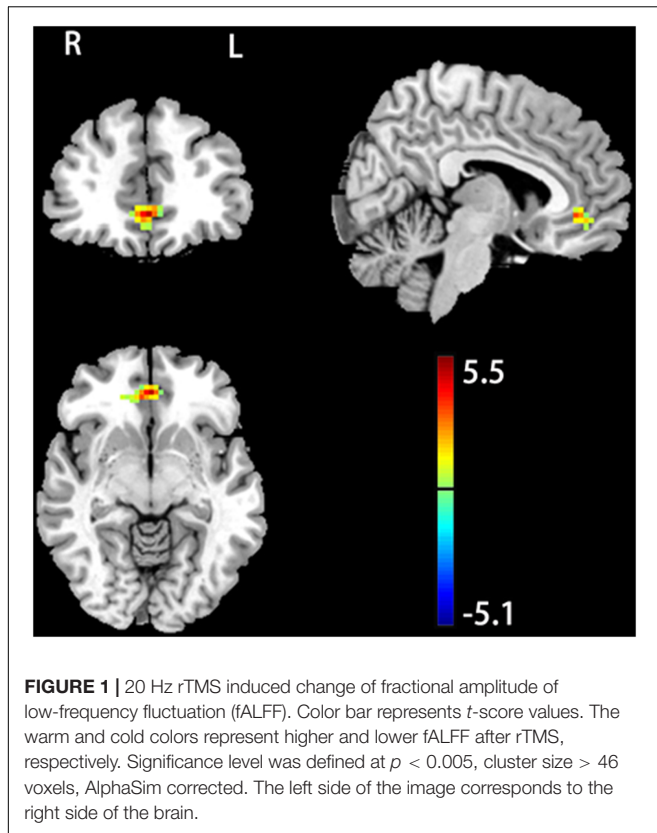 R L
5.5
-5.1
FIGURE 1 | 20 Hz rTMS induced change of fractional amplitude of
low-frequency fluctuation (fALFF). Color bar represents t-score values. The
warm and cold colors represent higher and lower fALFF after rTMS,
respectively. Significance level was defined at p < 0.005, cluster size > 46
voxels, AlphaSim corrected. The left side of the image corresponds to the
right side of the brain.